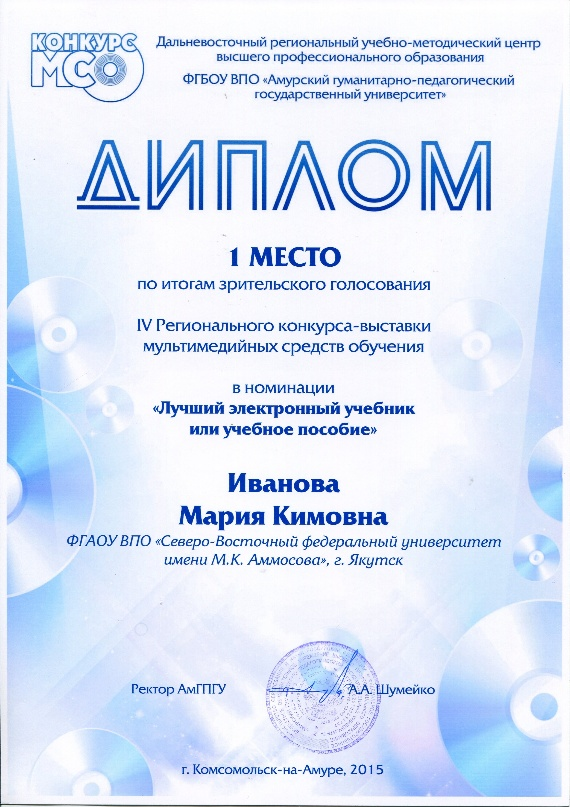 КОНКУРС
МСО
Дальневосточный региональный учебно-методический центр
высшего профессионального образования
ФГБОУ ВПО «Амурский гуманитарно-педагогический
государственный университет»
ДИПЛОМ
1 МЕСТО
по итогам зрительского голосования
IV Регионального конкурса-выставки
мультимедийных средств обучения
в номинации
«Лучший электронный учебник
или учебное пособие»
Иванова
Мария Кимовна
ФГАОУ ВПО «Северо-Восточный федеральный университет
имени М.К. Аммосова», г. Якутск
Ректор АмГПГУ А.А. Шумейко
г. Комсомольск-на-Амуре, 2015